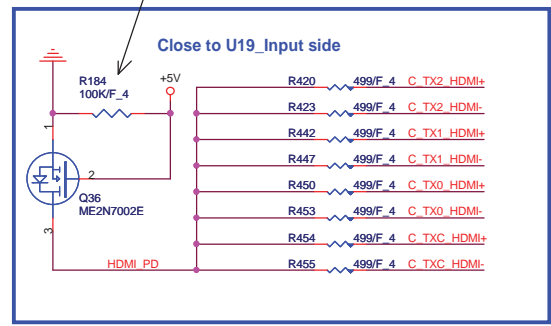 Close to U19_Input side
R184
100K/F_4
+5V
1
2
3
Q36
ME2N7002E
HDMI_PD
R420 499/F_4 C_TX2_HDMI+
R423 499/F_4 C_TX2_HDMI-
R442 499/F_4 C_TX1_HDMI+
R447 499/F_4 C_TX1_HDMI-
R450 499/F_4 C_TX0_HDMI+
R453 499/F_4 C_TX0_HDMI-
R454 499/F_4 C_TXC_HDMI+
R455 499/F_4 C_TXC_HDMI-